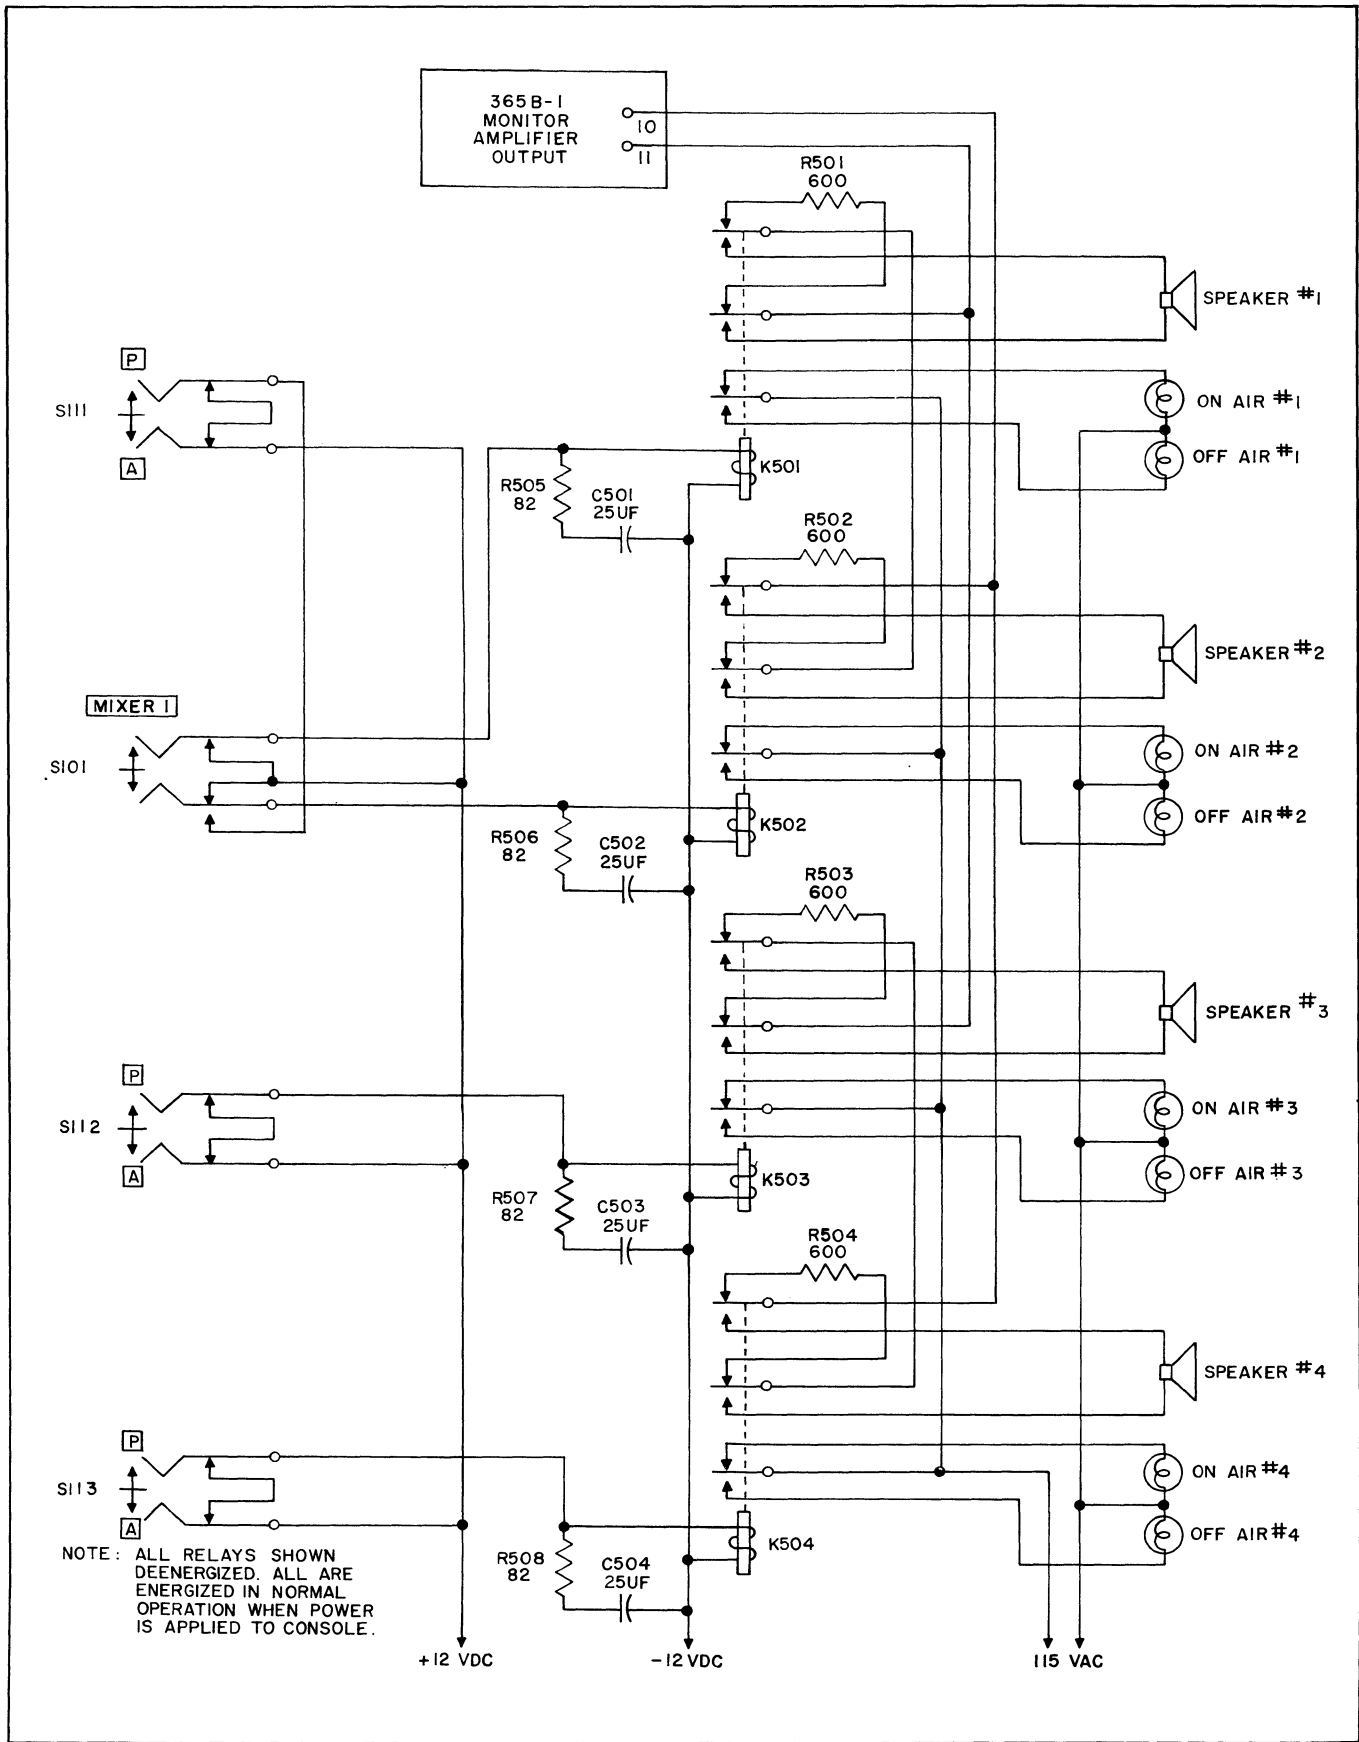 365B-1
MONITOR
AMPLIFIER
OUTPUT
10
11
R501
600
SPEAKER #1
P
S111
A
ON AIR #1
OFF AIR #1
K501
R505
82
C501
25UF
R502
600
SPEAKER #2
MIXER 1
S101
ON AIR #2
OFF AIR #2
K502
R506
82
C502
25UF
R503
600
SPEAKER #3
P
S112
A
ON AIR #3
OFF AIR #3
K503
R507
82
C503
25UF
R504
600
SPEAKER #4
P
S113
A
ON AIR #4
OFF AIR #4
K504
R508
82
C504
25UF
NOTE: ALL RELAYS SHOWN
DEENERGIZED. ALL ARE
ENERGIZED IN NORMAL
OPERATION WHEN POWER
IS APPLIED TO CONSOLE.
+12 VDC
-12 VDC
115 VAC